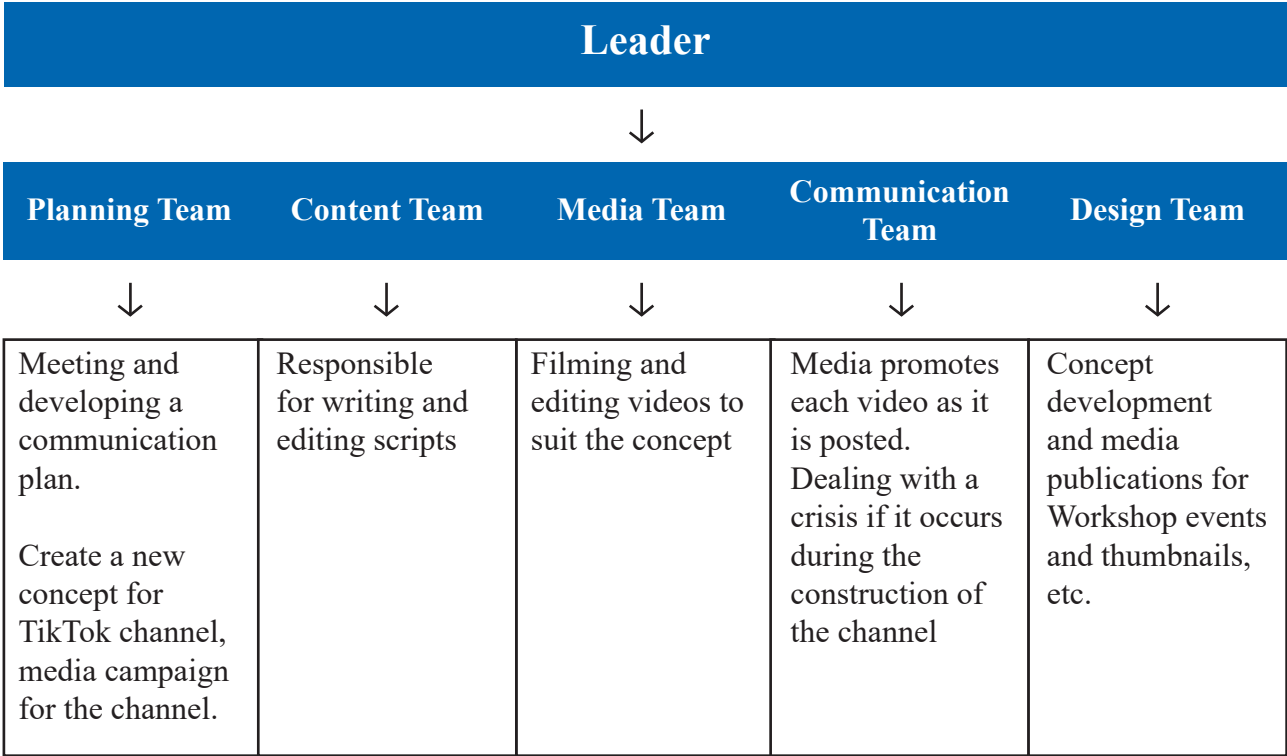 Leader
↓
Planning Team
Content Team
Media Team
Communication
Team
Design Team
↓ ↓ ↓ ↓ ↓
Meeting and
developing a
communication
plan.
Create a new
concept for
TikTok channel,
media campaign
for the channel.
Responsible
for writing and
editing scripts
Filming and
editing videos to
suit the concept
Media promotes
each video as it
is posted.
Dealing with a
crisis if it occurs
during the
construction of
the channel
Concept
development
and media
publications for
Workshop events
and thumbnails,
etc.